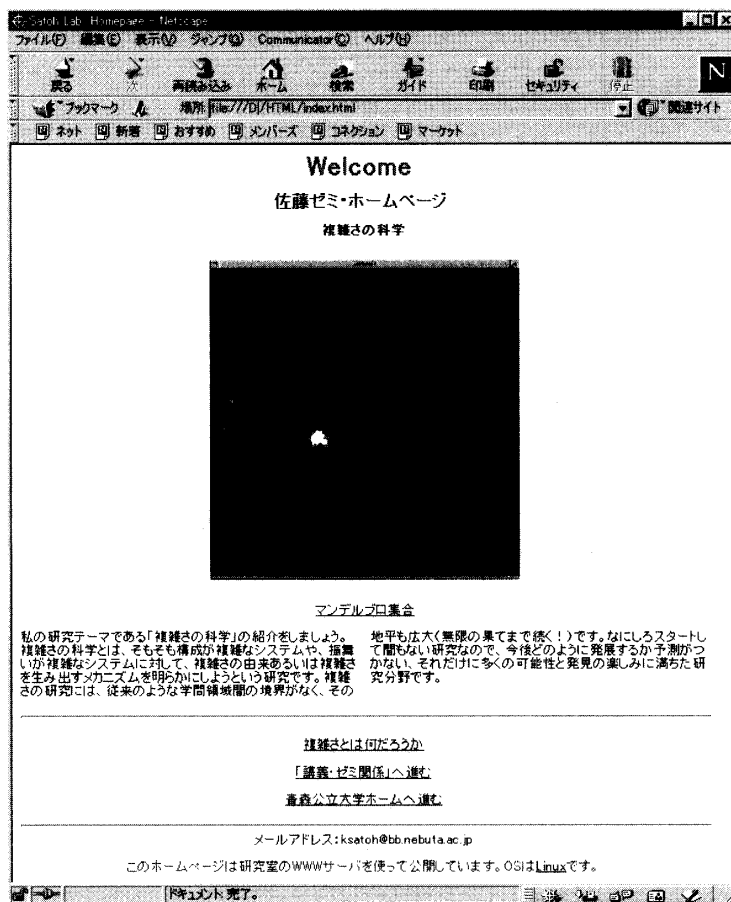 Satoh Lab. Homepage - Netscape
ファイル(F) 編集(E) 表示(V) ジャンプ(G) Communicator(C) ヘルプ(H)
戻る 次 再読み込み ホーム 検索 ガイド 印刷 セキュリティ 停止
N
ブックマーク 場所: file:///D|/HTML/index.html 関連サイト
ネット 新着 おすすめ メンバーズ コネクション マーケット
Welcome
佐藤ゼミ・ホームページ
複雑さの科学
マンデルブロ集合
私の研究テーマである「複雑さの科学」の紹介をしましょう。
複雑さの科学とは、そもそも構成が複雑なシステムや、振舞
いが複雑なシステムに対して、複雑さの由来あるいは複雑さ
を生み出すメカニズムを明らかにしようという研究です。複雑
さの研究には、従来のような学問領域間の境界がなく、その
地平も広大(無限の果てまで続く！)です。なにしろスタートし
て間もない研究なので、今後どのように発展するか予測がつ
かない、それだけに多くの可能性と発見の楽しみに満ちた研
究分野です。
複雑さとは何だろうか
「講義・ゼミ関係」へ進む
青森公立大学ホームへ進む
メールアドレス:ksatoh@bb.nebuta.ac.jp
このホームページは研究室のWWWサーバを使って公開しています。OSはLinuxです。
ドキュメント完了。